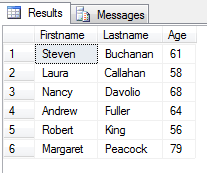 Results Messages
Firstname Lastname Age
1 Steven Buchanan 61
2 Laura Callahan 58
3 Nancy Davolio 68
4 Andrew Fuller 64
5 Robert King 56
6 Margaret Peacock 79